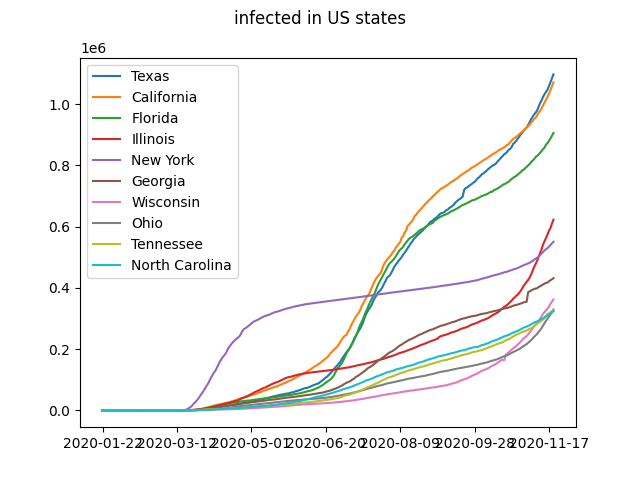 infected in US states
1e6
Texas
California
Florida
Illinois
New York
Georgia
Wisconsin
Ohio
Tennessee
North Carolina
1.0
0.8
0.6
0.4
0.2
0.0
2020-01-22 2020-03-12 2020-05-01 2020-06-20 2020-08-09 2020-09-28 2020-11-17